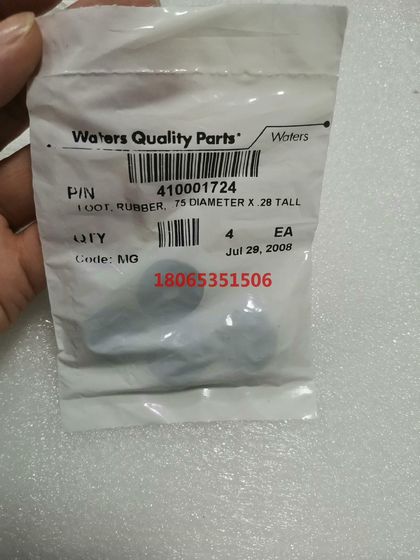 Waters Quality Parts
Waters
P/N 410001724
FOOT, RUBBER, .75 DIAMETER X .28 TALL
QTY 4 EA
Jul 29, 2008
Code: MG
18065351506